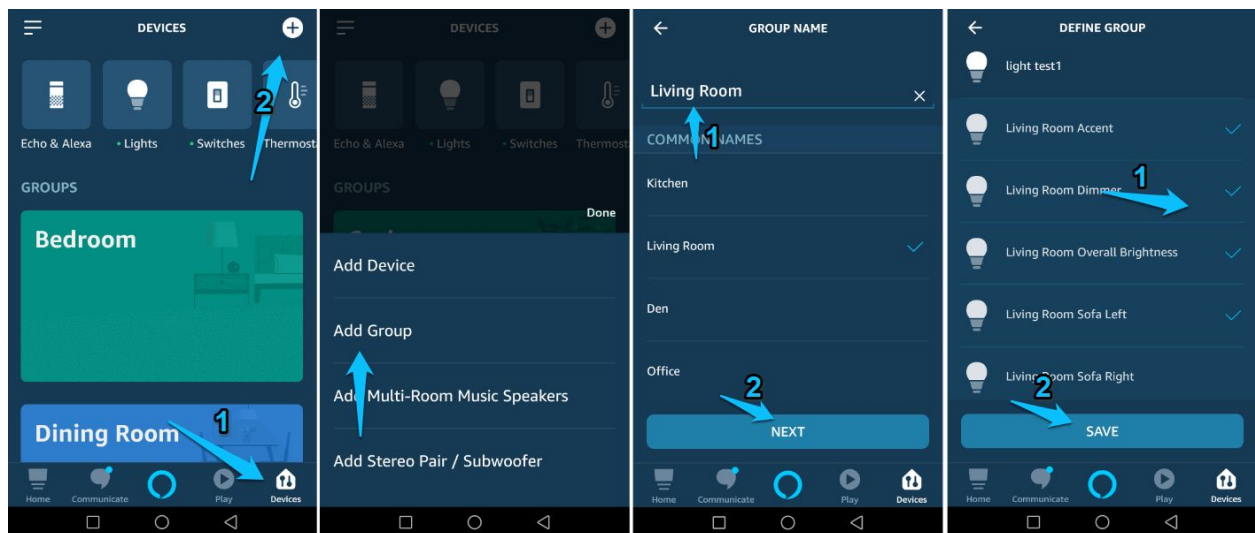 DEVICES
2
Echo & Alexa
• Lights
• Switches
Thermost
GROUPS
Bedroom
Dining Room
1
Home
Communicate
Play
Devices
DEVICES
Echo & Alexa
• Lights
• Switches
Thermost
GROUPS
Done
Add Device
Add Group
Add Multi-Room Music Speakers
Add Stereo Pair / Subwoofer
GROUP NAME
Living Room
1
COMMON NAMES
Kitchen
Living Room
Den
Office
2
NEXT
Home
Communicate
Play
Devices
DEFINE GROUP
light test1
Living Room Accent
1
Living Room Dimmer
Living Room Overall Brightness
Living Room Sofa Left
Living Room Sofa Right
2
SAVE
Home
Communicate
Play
Devices